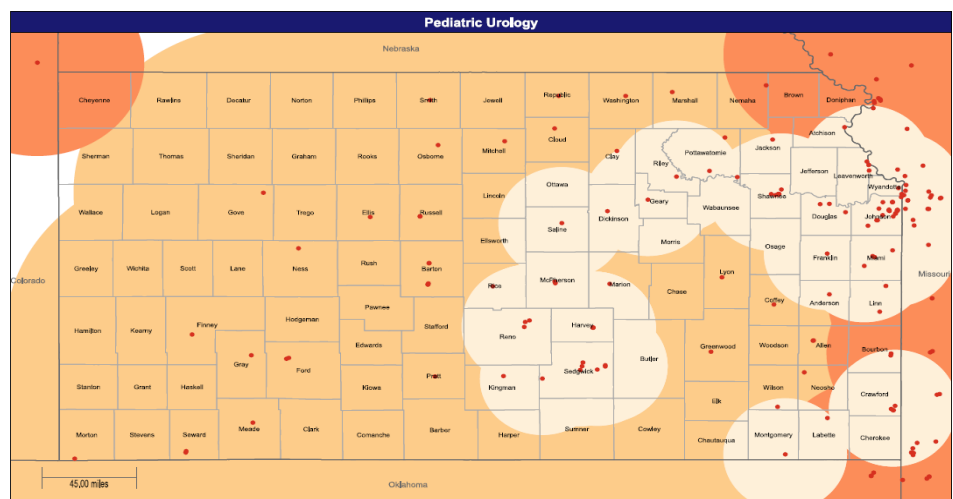 Pediatric Urology
Nebraska
Cheyenne Rawlins Decatur Norton Phillips Smith Jewell Republic Washington Marshall Nemaha Brown Doniphan
Atchison
Cloud
Sherman Thomas Sheridan Graham Rooks Osborne Mitchell Clay Riley Pottawatomie Jackson
Jefferson Leavenworth
Wyandotte
Ottawa
Lincoln
Wallace Logan Gove Trego Ellis Russell Geary Wabaunsee Shawnee
Dickinson Douglas Johnson
Saline
Ellsworth Morris Osage
Greeley Wichita Scott Lane Ness Rush Barton Franklin Miami
Colorado Lyon Missouri
Rice McPherson Marion Chase
Pawnee Coffey Anderson Linn
Hamilton Kearny Finney Hodgeman Stafford Reno Harvey
Edwards Greenwood Woodson Allen Bourbon
Gray Ford Butler
Sedgwick
Stanton Grant Haskell Kiowa Pratt Kingman Wilson Neosho Crawford
Elk
Morton Stevens Seward Meade Clark Comanche Barber Harper Sumner Cowley Chautauqua Montgomery Labette Cherokee
45.00 miles
Oklahoma